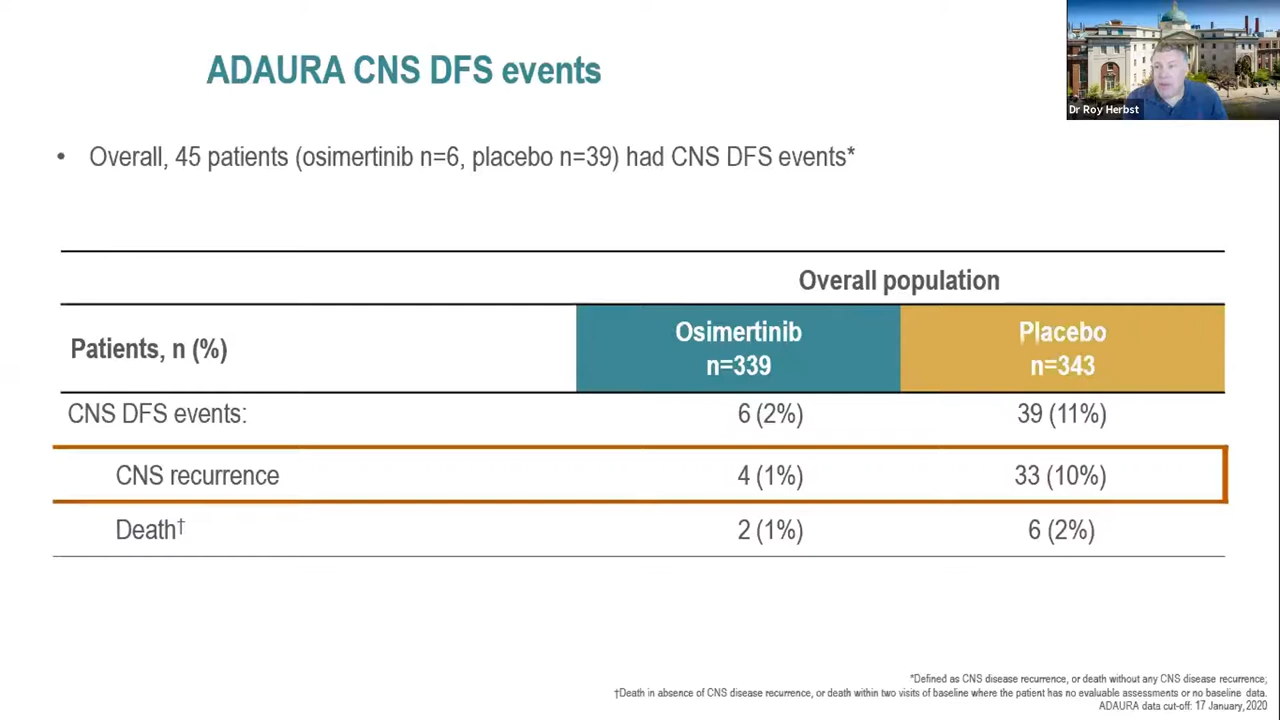 ADAURA CNS DFS events
Dr Roy Herbst
• Overall, 45 patients (osimertinib n=6, placebo n=39) had CNS DFS events*
Overall population
Patients, n (%)
Osimertinib
n=339
Placebo
n=343
CNS DFS events: 6 (2%) 39 (11%)
CNS recurrence 4 (1%) 33 (10%)
Death† 2 (1%) 6 (2%)
*Defined as CNS disease recurrence, or death without any CNS disease recurrence;
†Death in absence of CNS disease recurrence, or death within two visits of baseline where the patient has no evaluable assessments or no baseline data.
ADAURA data cut-off: 17 January, 2020